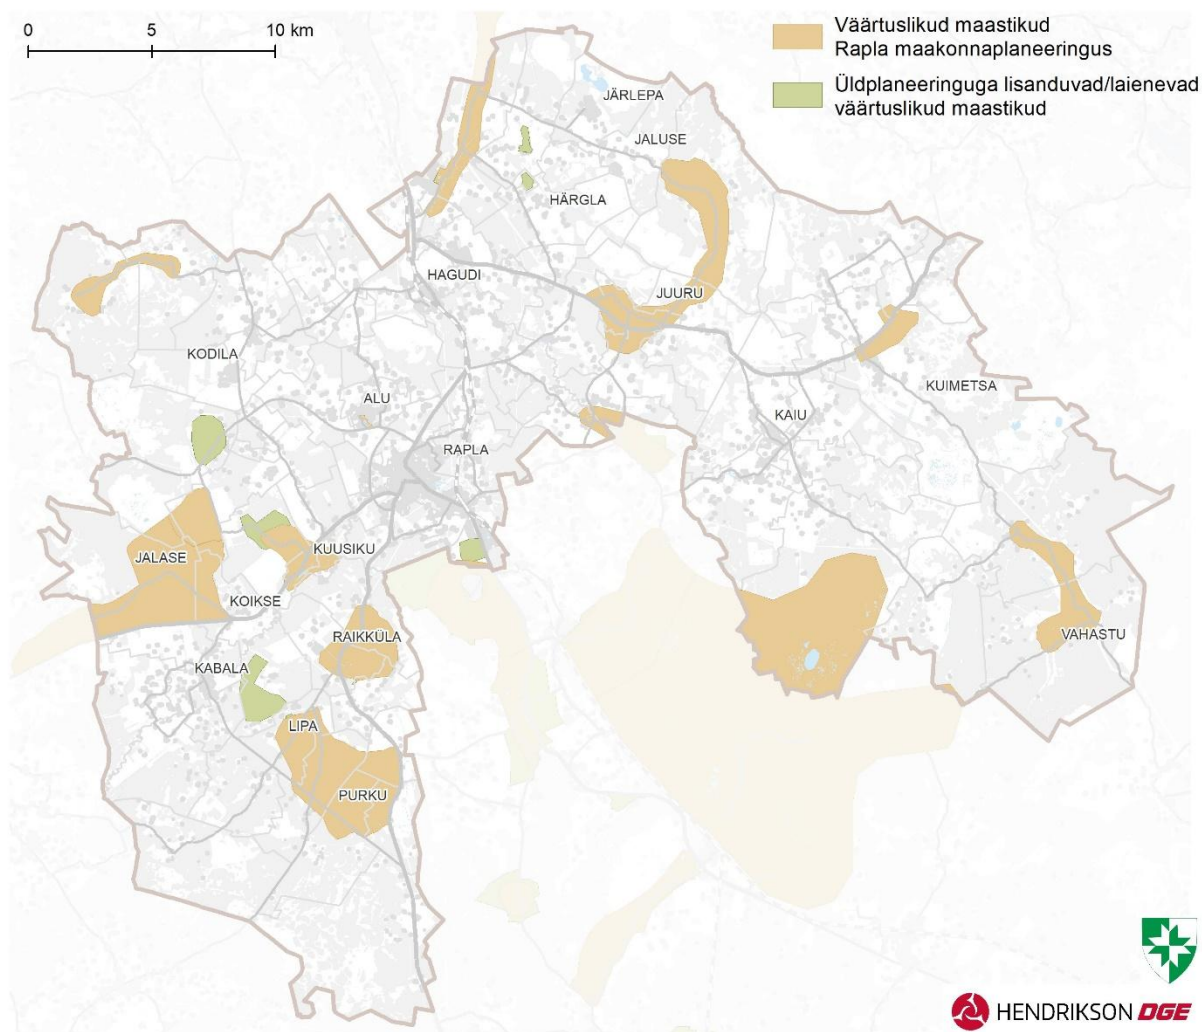 0 5 10 km
Väärtuslikud maastikud
Rapla maakonnaplaneeringus
Üldplaneeringuga lisanduvad/laienevad
väärtuslikud maastikud
JÄRLEPA
JALUSE
HÄRGLA
HAGUDI
JUURU
KODILA
KUIMETSA
ALU
KAIU
RAPLA
JALASE
KUUSIKU
KOIKSE
RAIKKÜLA
VAHASTU
KABALA
LIPA
PURKU
HENDRIKSON DGE